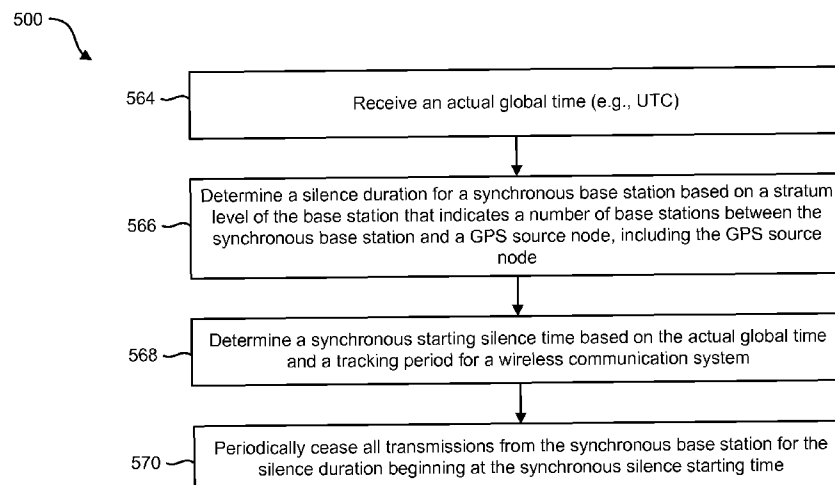 500
564
Receive an actual global time (e.g., UTC)
566
Determine a silence duration for a synchronous base station based on a stratum
level of the base station that indicates a number of base stations between the
synchronous base station and a GPS source node, including the GPS source
node
568
Determine a synchronous starting silence time based on the actual global time
and a tracking period for a wireless communication system
570
Periodically cease all transmissions from the synchronous base station for the
silence duration beginning at the synchronous silence starting time